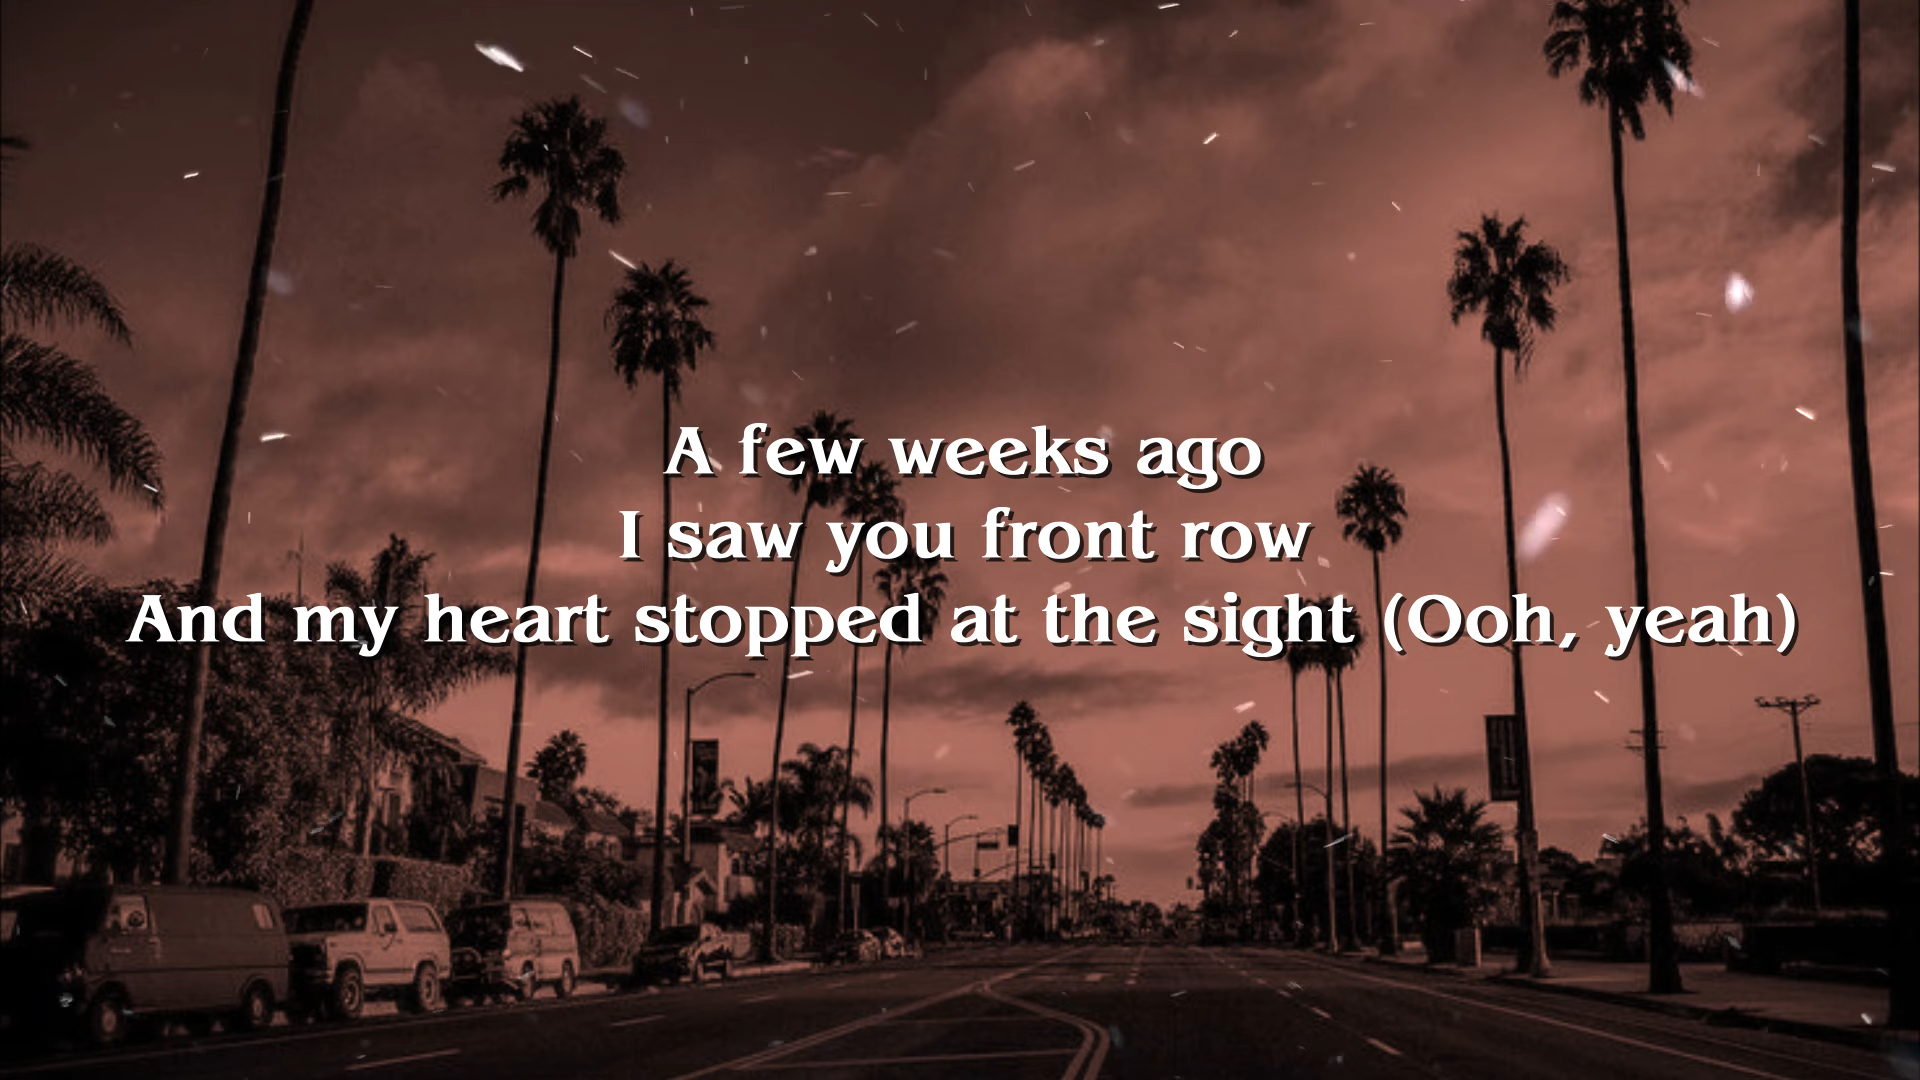 A few weeks ago
I saw you front row
And my heart stopped at the sight (Ooh, yeah)